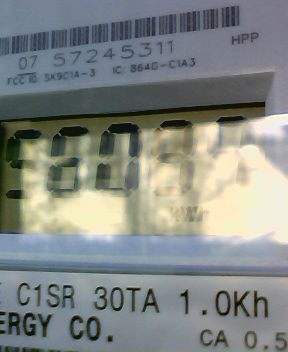 07 57245311
HPP
FCC ID SK9C1A-3 IC: 864G-C1A3
kWh
C1SR 30TA 1.0Kh
ERGY CO.
CA 0.5